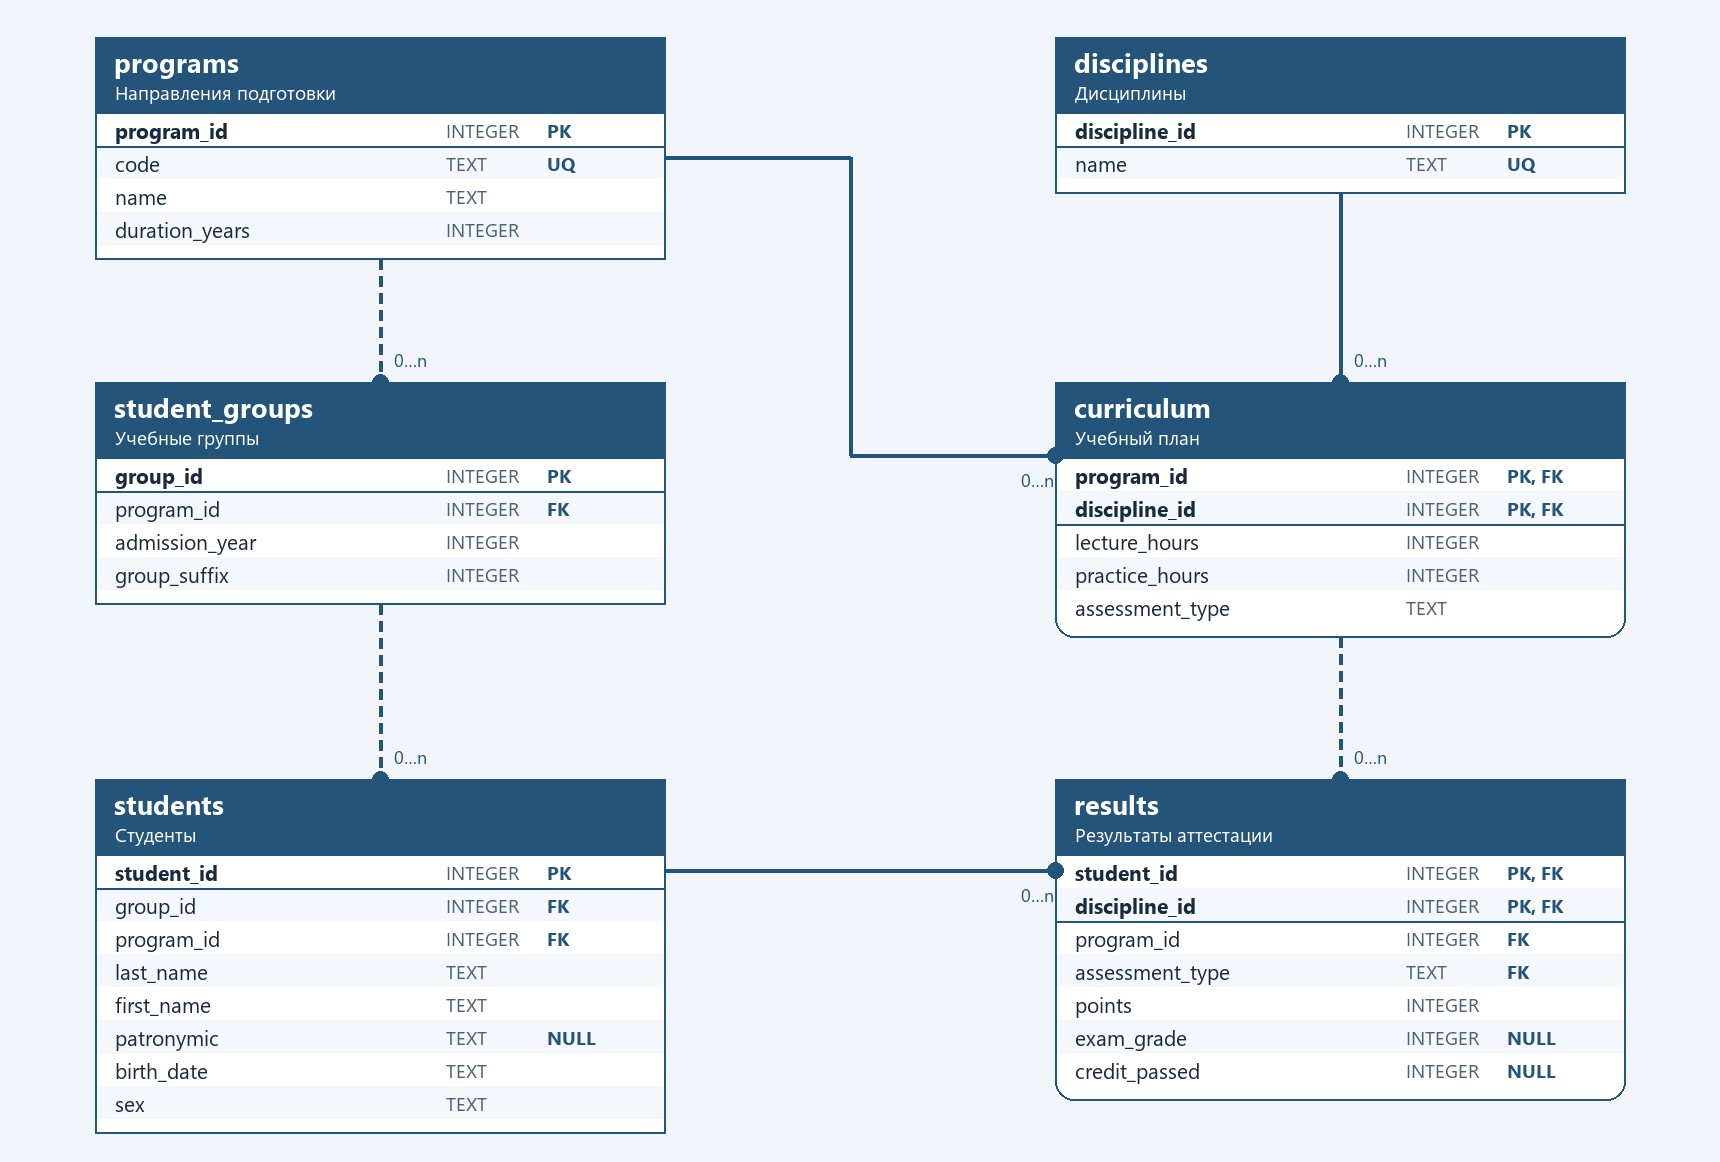 programs
Направления подготовки
program_id INTEGER PK
code TEXT UQ
name TEXT
duration_years INTEGER
disciplines
Дисциплины
discipline_id INTEGER PK
name TEXT UQ
0...n
0...n
student_groups
Учебные группы
group_id INTEGER PK
program_id INTEGER FK
admission_year INTEGER
group_suffix INTEGER
0...n
curriculum
Учебный план
program_id INTEGER PK, FK
discipline_id INTEGER PK, FK
lecture_hours INTEGER
practice_hours INTEGER
assessment_type TEXT
0...n
0...n
students
Студенты
student_id INTEGER PK
group_id INTEGER FK
program_id INTEGER FK
last_name TEXT
first_name TEXT
patronymic TEXT NULL
birth_date TEXT
sex TEXT
0...n
results
Результаты аттестации
student_id INTEGER PK, FK
discipline_id INTEGER PK, FK
program_id INTEGER FK
assessment_type TEXT FK
points INTEGER
exam_grade INTEGER NULL
credit_passed INTEGER NULL